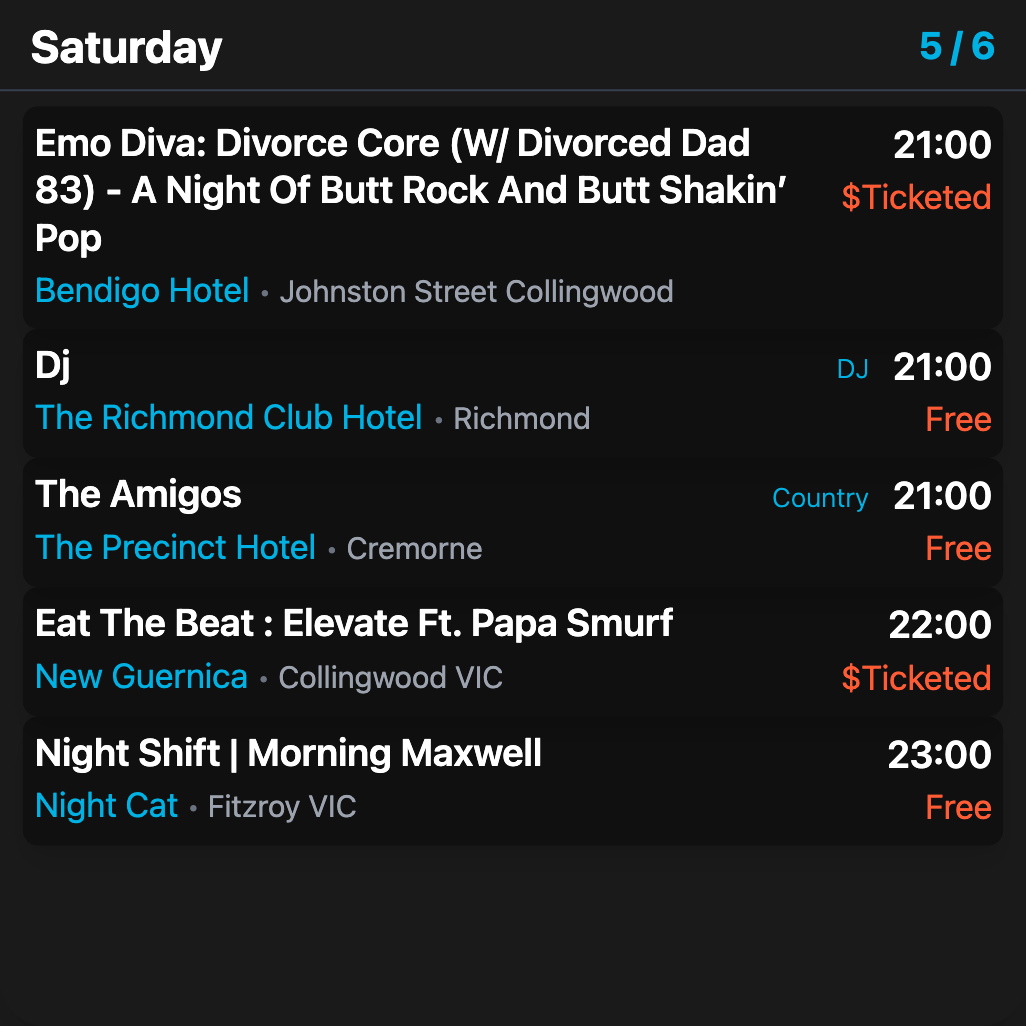 Saturday
5 / 6
Emo Diva: Divorce Core (W/ Divorced Dad
83) - A Night Of Butt Rock And Butt Shakin’
Pop
21:00
$Ticketed
Bendigo Hotel • Johnston Street Collingwood
Dj
DJ 21:00
The Richmond Club Hotel • Richmond
Free
The Amigos
Country 21:00
The Precinct Hotel • Cremorne
Free
Eat The Beat : Elevate Ft. Papa Smurf
22:00
New Guernica • Collingwood VIC
$Ticketed
Night Shift | Morning Maxwell
23:00
Night Cat • Fitzroy VIC
Free